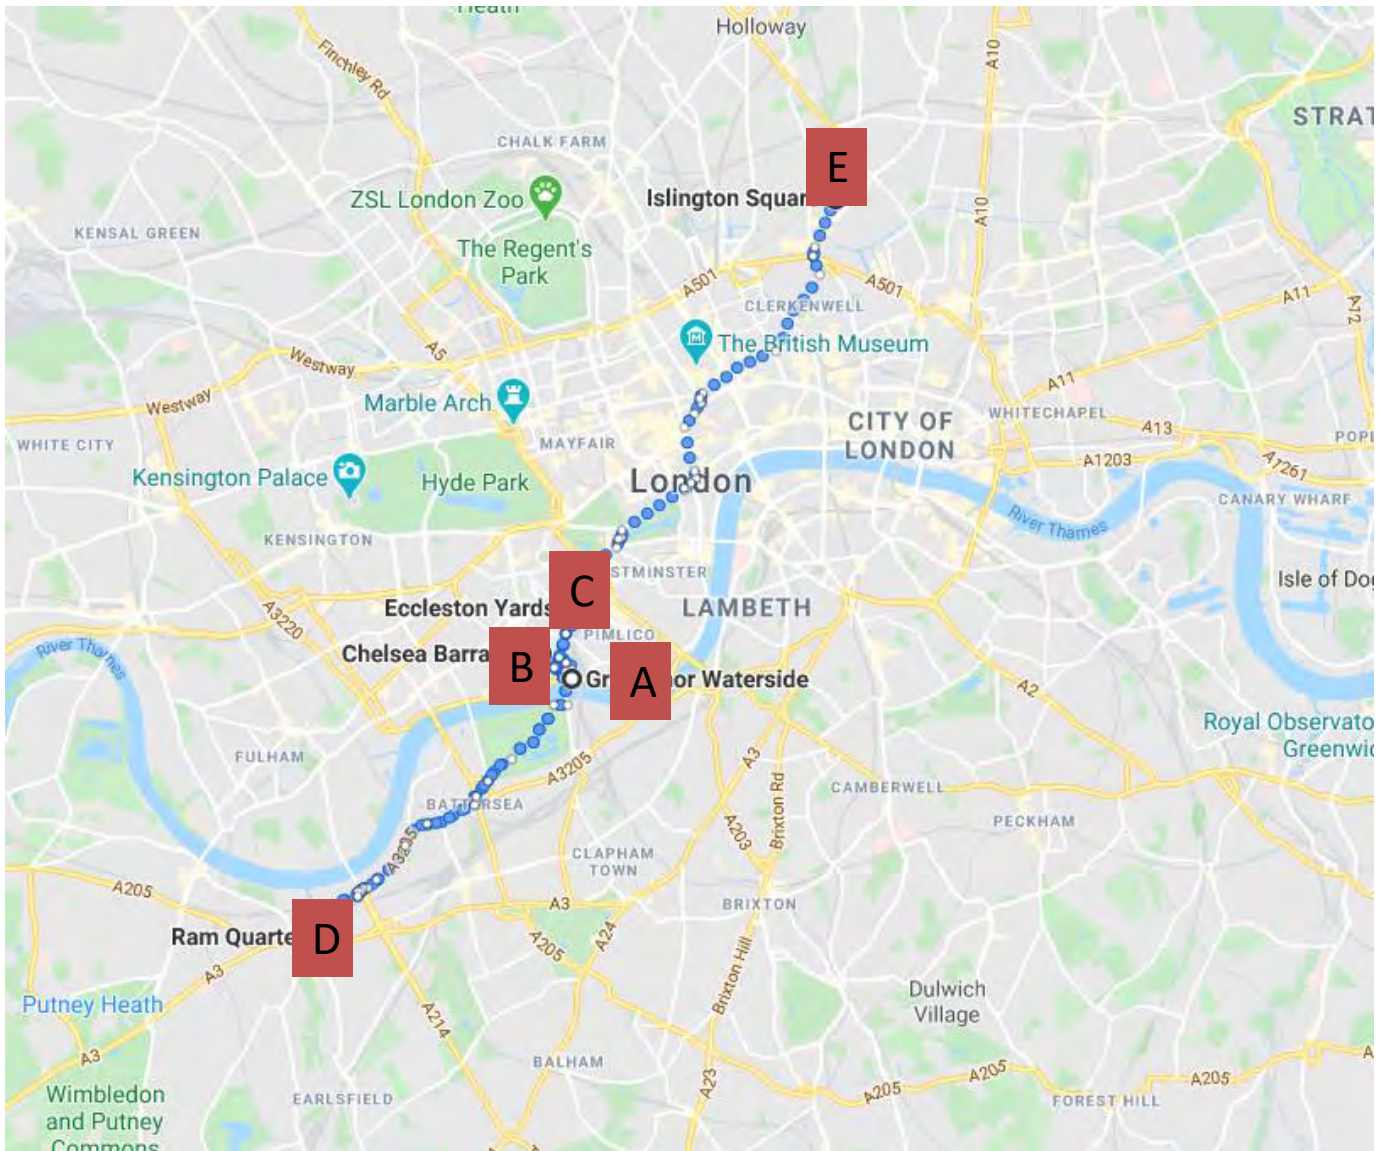 Heath
Holloway
Finchley Rd
A10
STRAT
CHALK FARM
E
ZSL London Zoo
Islington Squar
KENSAL GREEN
A10
The Regent's
Park
A501
A501
CLERKENWELL
A11
A12
The British Museum
A5
Westway
Westway
A11
Marble Arch
WHITECHAPEL
CITY OF
LONDON
A13
WHITE CITY
MAYFAIR
POPL
A1203
A1261
Kensington Palace
Hyde Park
London
CANARY WHARF
River Thames
KENSINGTON
STMINSTER
Isle of Dog
C
Eccleston Yards
LAMBETH
A3220
PIMLICO
River Thames
Chelsea Barra
B
A
Gr
or Waterside
A2
Royal Observato
Greenwic
FULHAM
A3
A3205
CAMBERWELL
BATTERSEA
Brixton Rd
PECKHAM
A203
A3205
CLAPHAM
TOWN
A205
A3
BRIXTON
Ram Quarte
D
A205
A24
A3
Brixton Hill
Putney Heath
Dulwich
Village
A214
A3
BALHAM
A
A23
A205
A205
A205
Wimbledon
and Putney
Commons
EARLSFIELD
FOREST HILL